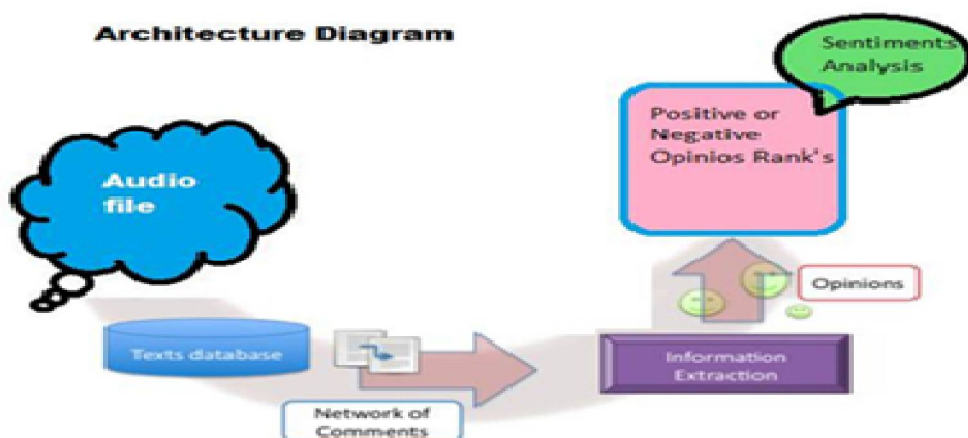 Architecture Diagram
Sentiments
Analysis
Positive or
Negative
Opinios Rank's
Audio
file
Opinions
Texts database
Information
Extraction
Network of
Comments